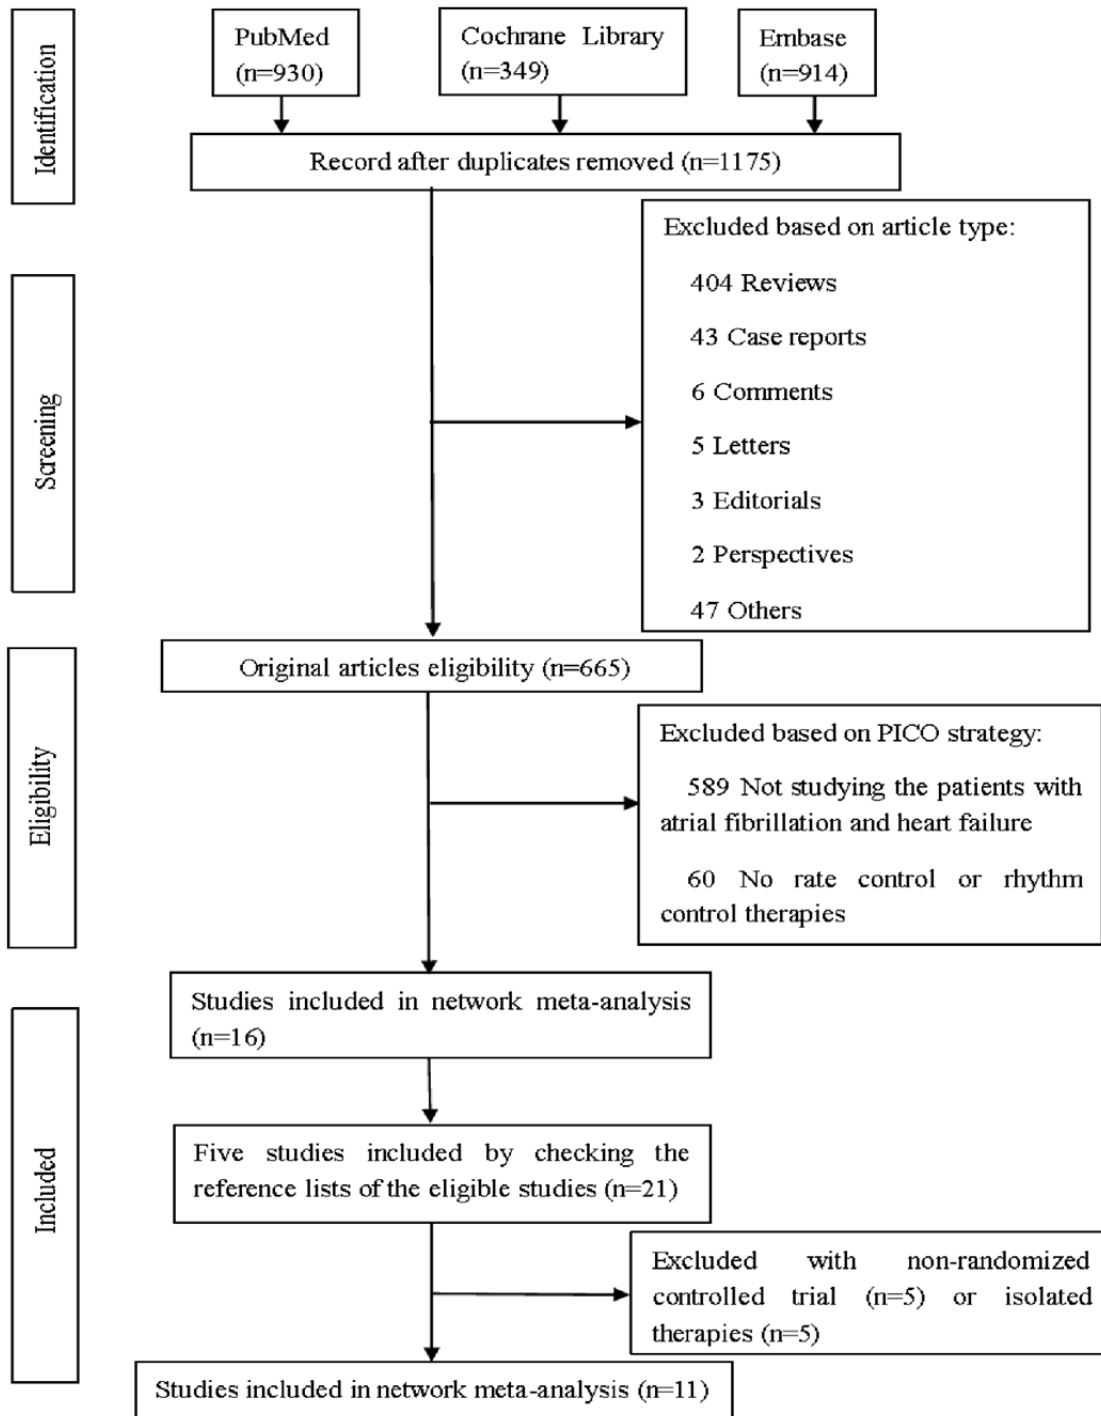 Identification
PubMed
(n=930)
Cochrane Library
(n=349)
Embase
(n=914)
Record after duplicates removed (n=1175)
Screening
Excluded based on article type:
404 Reviews
43 Case reports
6 Comments
5 Letters
3 Editorials
2 Perspectives
47 Others
Original articles eligibility (n=665)
Eligibility
Excluded based on PICO strategy:
589 Not studying the patients with
atrial fibrillation and heart failure
60 No rate control or rhythm
control therapies
Included
Studies included in network meta-analysis
(n=16)
Five studies included by checking the
reference lists of the eligible studies (n=21)
Excluded with non-randomized
controlled trial (n=5) or isolated
therapies (n=5)
Studies included in network meta-analysis (n=11)